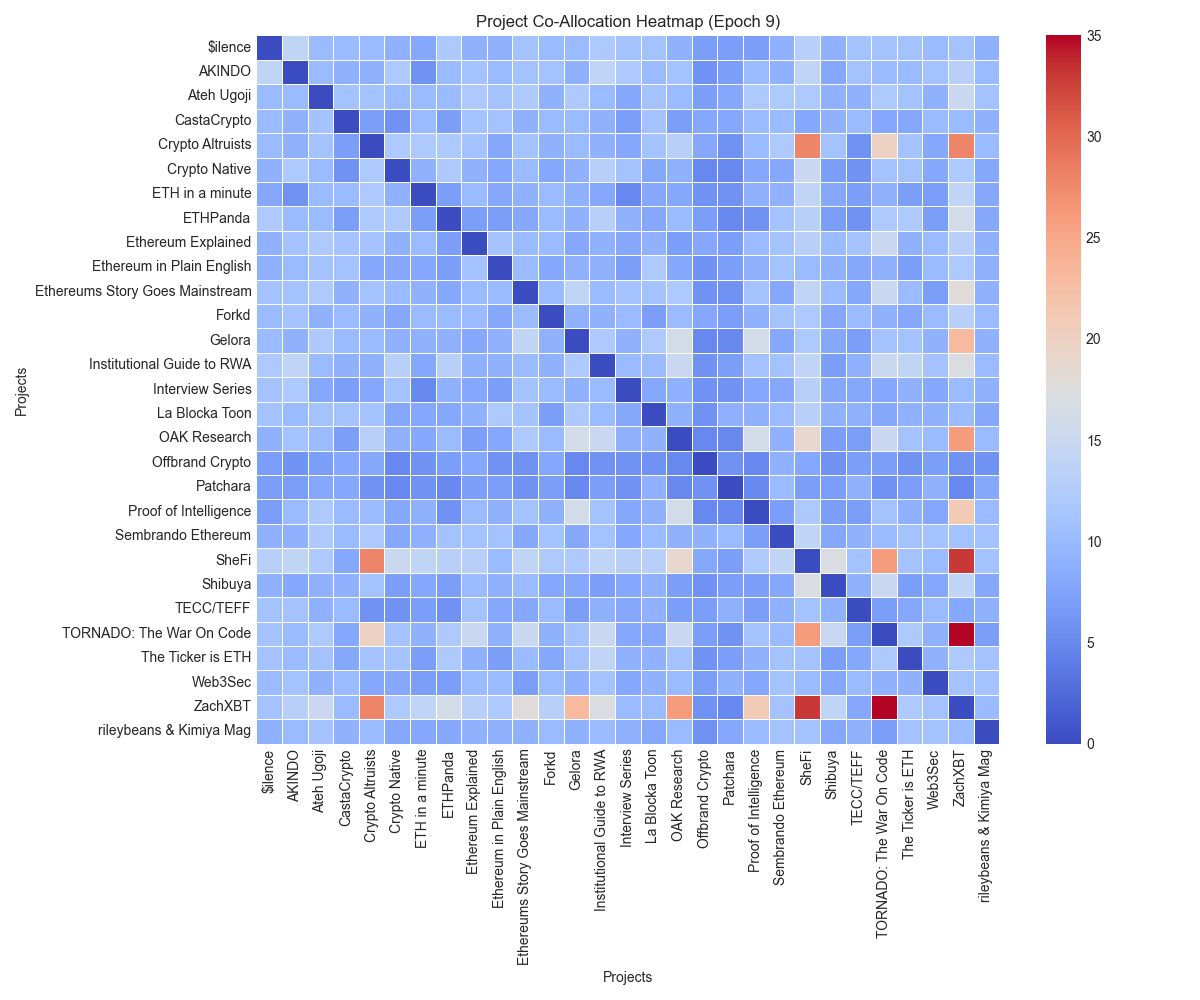 Project Co-Allocation Heatmap (Epoch 9)
$ilence
AKINDO
Ateh Ugoji
CastaCrypto
Crypto Altruists
Crypto Native
ETH in a minute
ETHPanda
Ethereum Explained
Ethereum in Plain English
Ethereums Story Goes Mainstream
Forkd
Gelora
Institutional Guide to RWA
Interview Series
La Blocka Toon
OAK Research
Offbrand Crypto
Patchara
Proof of Intelligence
Sembrando Ethereum
SheFi
Shibuya
TECC/TEFF
TORNADO: The War On Code
The Ticker is ETH
Web3Sec
ZachXBT
rileybeans & Kimiya Mag
Projects
$ilence
AKINDO
Ateh Ugoji
CastaCrypto
Crypto Altruists
Crypto Native
ETH in a minute
ETHPanda
Ethereum Explained
Ethereum in Plain English
Ethereums Story Goes Mainstream
Forkd
Gelora
Institutional Guide to RWA
Interview Series
La Blocka Toon
OAK Research
Offbrand Crypto
Patchara
Proof of Intelligence
Sembrando Ethereum
SheFi
Shibuya
TECC/TEFF
TORNADO: The War On Code
The Ticker is ETH
Web3Sec
ZachXBT
rileybeans & Kimiya Mag
Projects
35
30
25
20
15
10
5
0